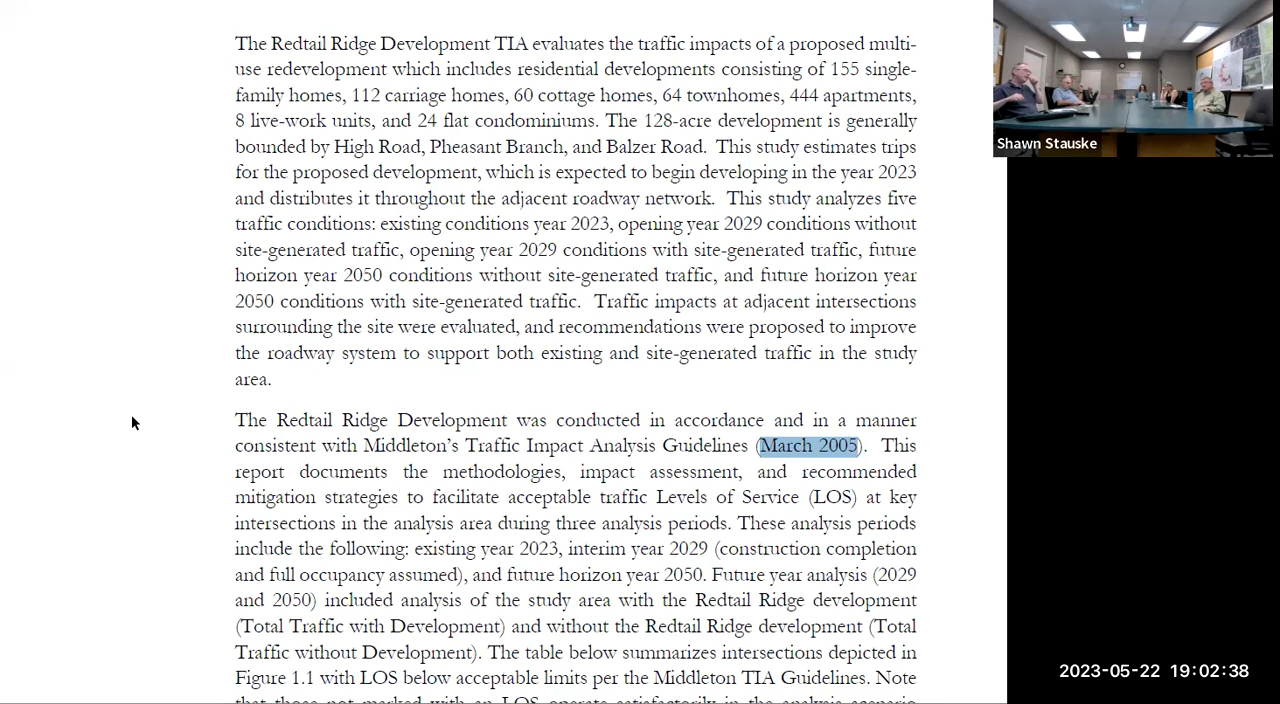 The Redtail Ridge Development TIA evaluates the traffic impacts of a proposed multi-
use redevelopment which includes residential developments consisting of 155 single-
family homes, 112 carriage homes, 60 cottage homes, 64 townhomes, 444 apartments,
8 live-work units, and 24 flat condominiums. The 128-acre development is generally
bounded by High Road, Pheasant Branch, and Balzer Road. This study estimates trips
for the proposed development, which is expected to begin developing in the year 2023
and distributes it throughout the adjacent roadway network. This study analyzes five
traffic conditions: existing conditions year 2023, opening year 2029 conditions without
site-generated traffic, opening year 2029 conditions with site-generated traffic, future
horizon year 2050 conditions without site-generated traffic, and future horizon year
2050 conditions with site-generated traffic. Traffic impacts at adjacent intersections
surrounding the site were evaluated, and recommendations were proposed to improve
the roadway system to support both existing and site-generated traffic in the study
area.
The Redtail Ridge Development was conducted in accordance and in a manner
consistent with Middleton's Traffic Impact Analysis Guidelines (March 2005). This
report documents the methodologies, impact assessment, and recommended
mitigation strategies to facilitate acceptable traffic Levels of Service (LOS) at key
intersections in the analysis area during three analysis periods. These analysis periods
include the following: existing year 2023, interim year 2029 (construction completion
and full occupancy assumed), and future horizon year 2050. Future year analysis (2029
and 2050) included analysis of the study area with the Redtail Ridge development
(Total Traffic with Development) and without the Redtail Ridge development (Total
Traffic without Development). The table below summarizes intersections depicted in
Figure 1.1 with LOS below acceptable limits per the Middleton TIA Guidelines. Note
that those not marked with an LOS operate satisfactorily in the analysis scenario
Shawn Stauske
2023-05-22 19:02:38